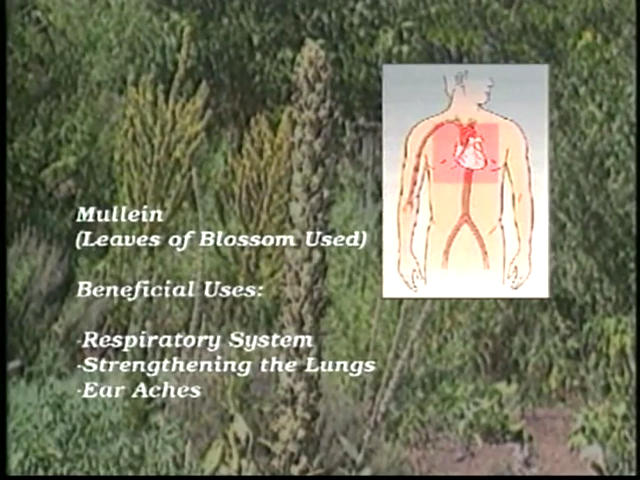 Mullein
(Leaves of Blossom Used)
Beneficial Uses:
-Respiratory System
-Strengthening the Lungs
-Ear Aches